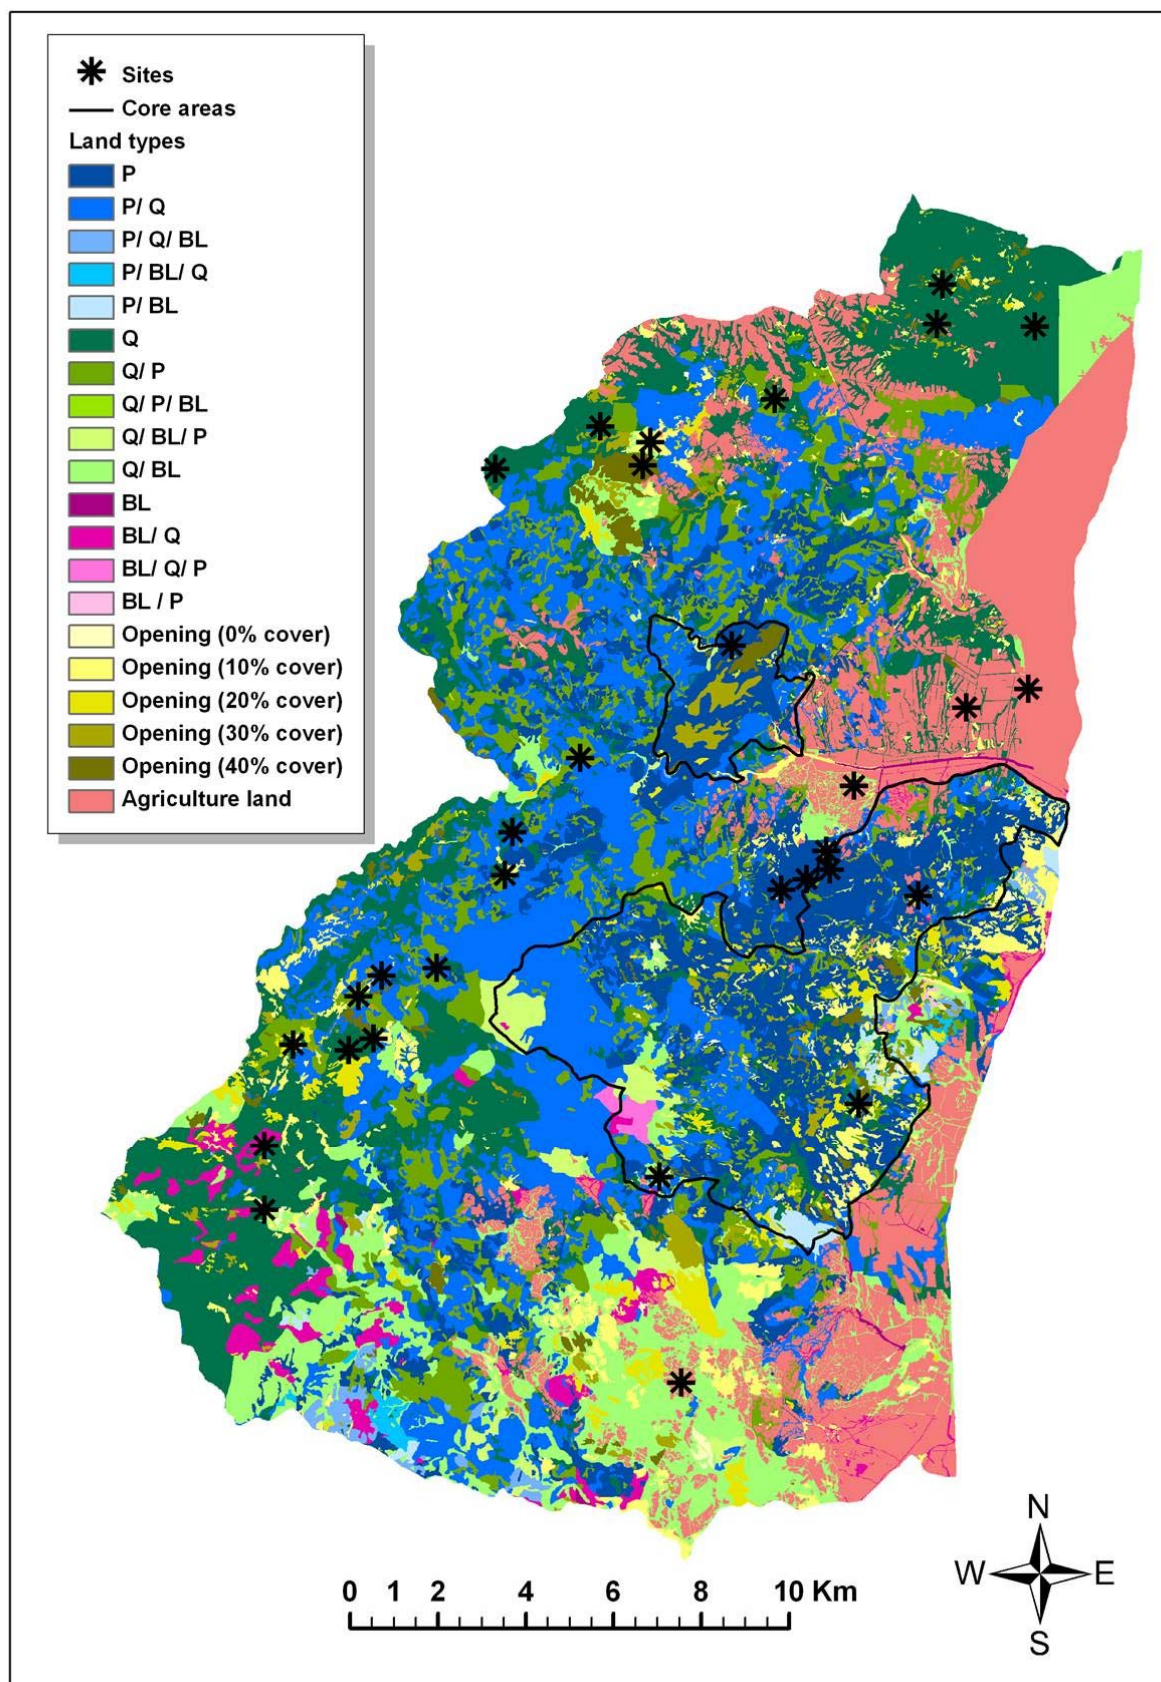 Sites
Core areas
Land types
P
P/ Q
P/ Q/ BL
P/ BL/ Q
P/ BL
Q
Q/ P
Q/ P/ BL
Q/ BL/ P
Q/ BL
BL
BL/ Q
BL/ Q/ P
BL / P
Opening (0% cover)
Opening (10% cover)
Opening (20% cover)
Opening (30% cover)
Opening (40% cover)
Agriculture land
N
W E
S
0 1 2 4 6 8 10 Km